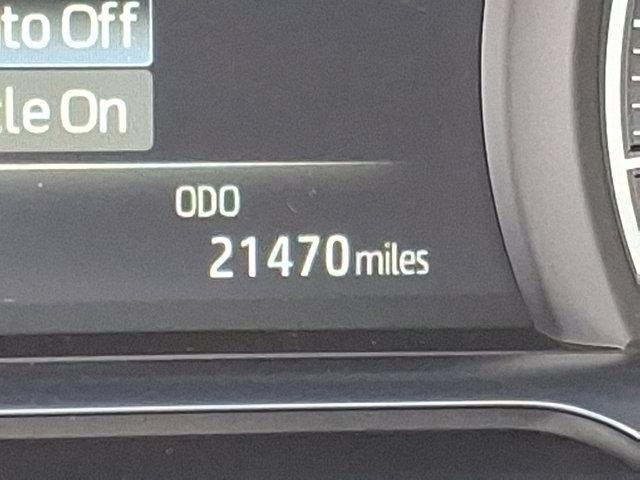 to Off
cle On
ODO
21470 miles